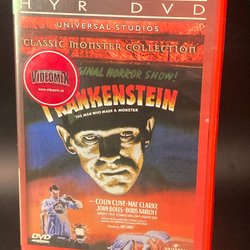 HYR DVD
UNIVERSAL STUDIOS
CLASSIC MONSTER COLLECTION
ORIGINAL HORROR SHOW!
VIDEOMIX
FRANKENSTEIN
THE MAN WHO MADE A MONSTER
COLIN CLIVE • MAE CLARKE
JOHN BOLES • BORIS KARLOFF
DVD